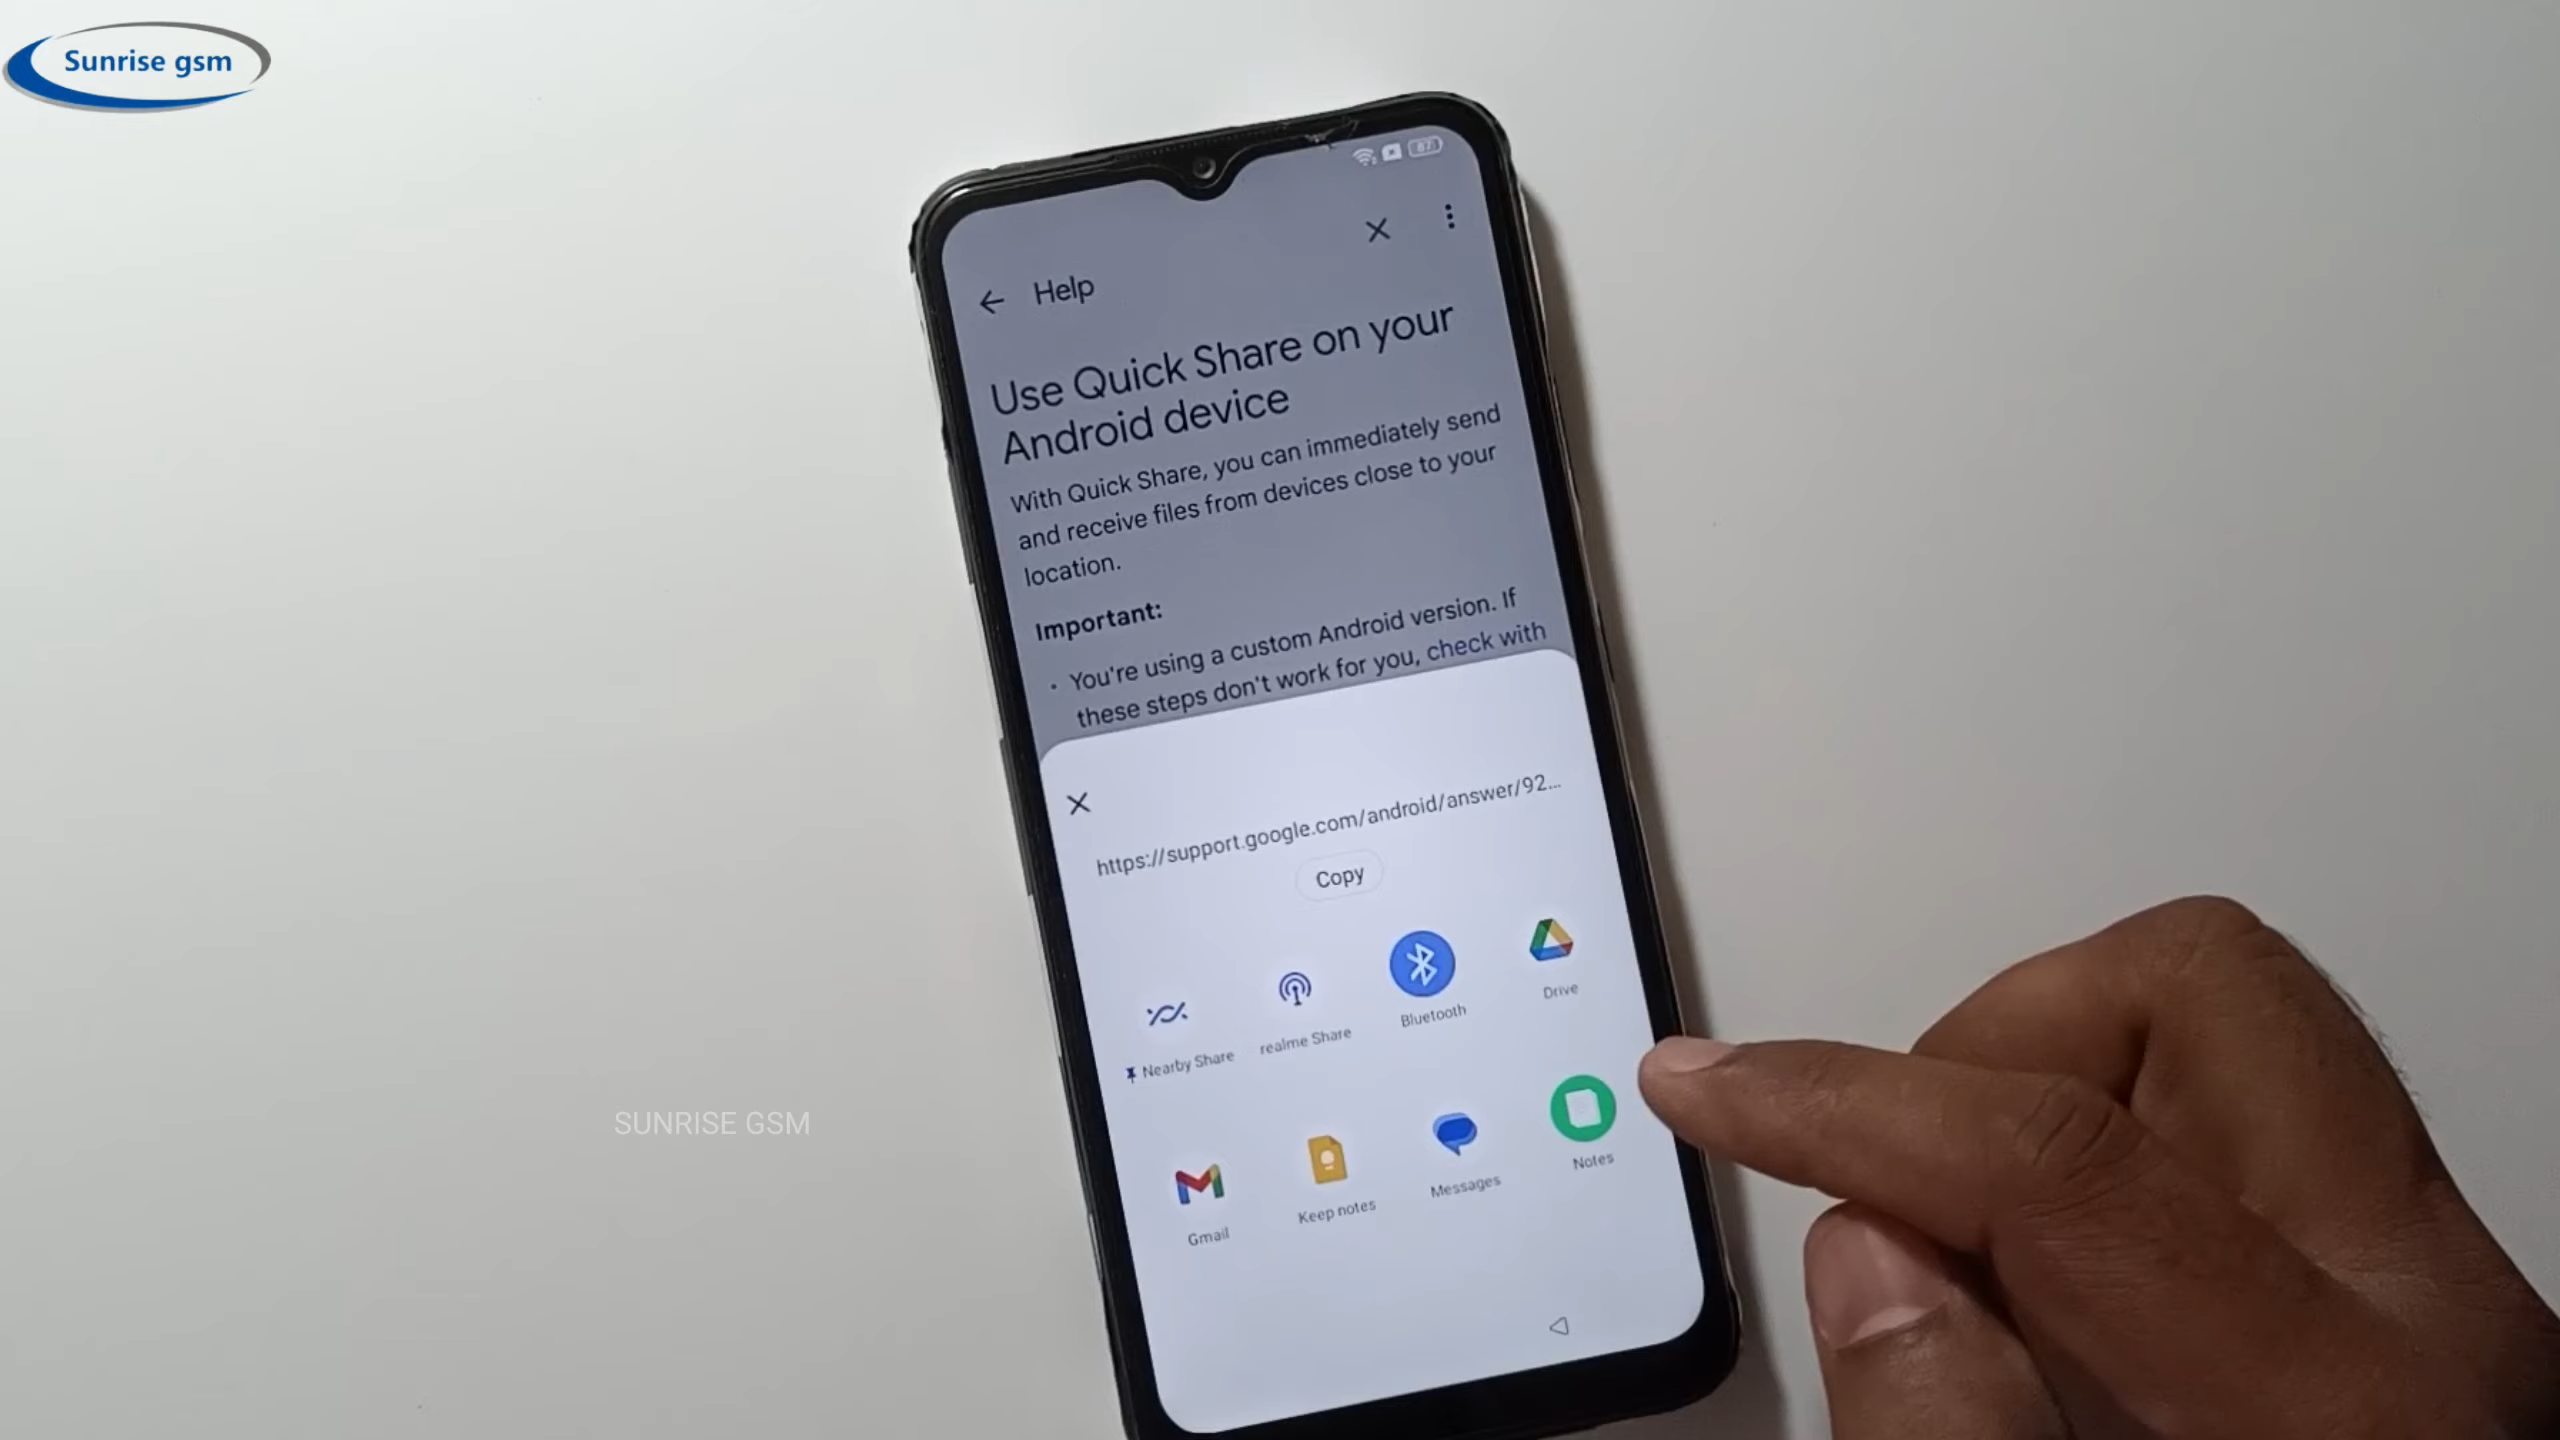 Sunrise gsm
87
Help
Use Quick Share on your
Android device
With Quick Share, you can immediately send
and receive files from devices close to your
location.
Important:
• You're using a custom Android version. If
these steps don't work for you, check with
https://support.google.com/android/answer/92...
Copy
Nearby Share
realme Share
Bluetooth
Drive
Gmail
Keep notes
Messages
Notes
SUNRISE GSM